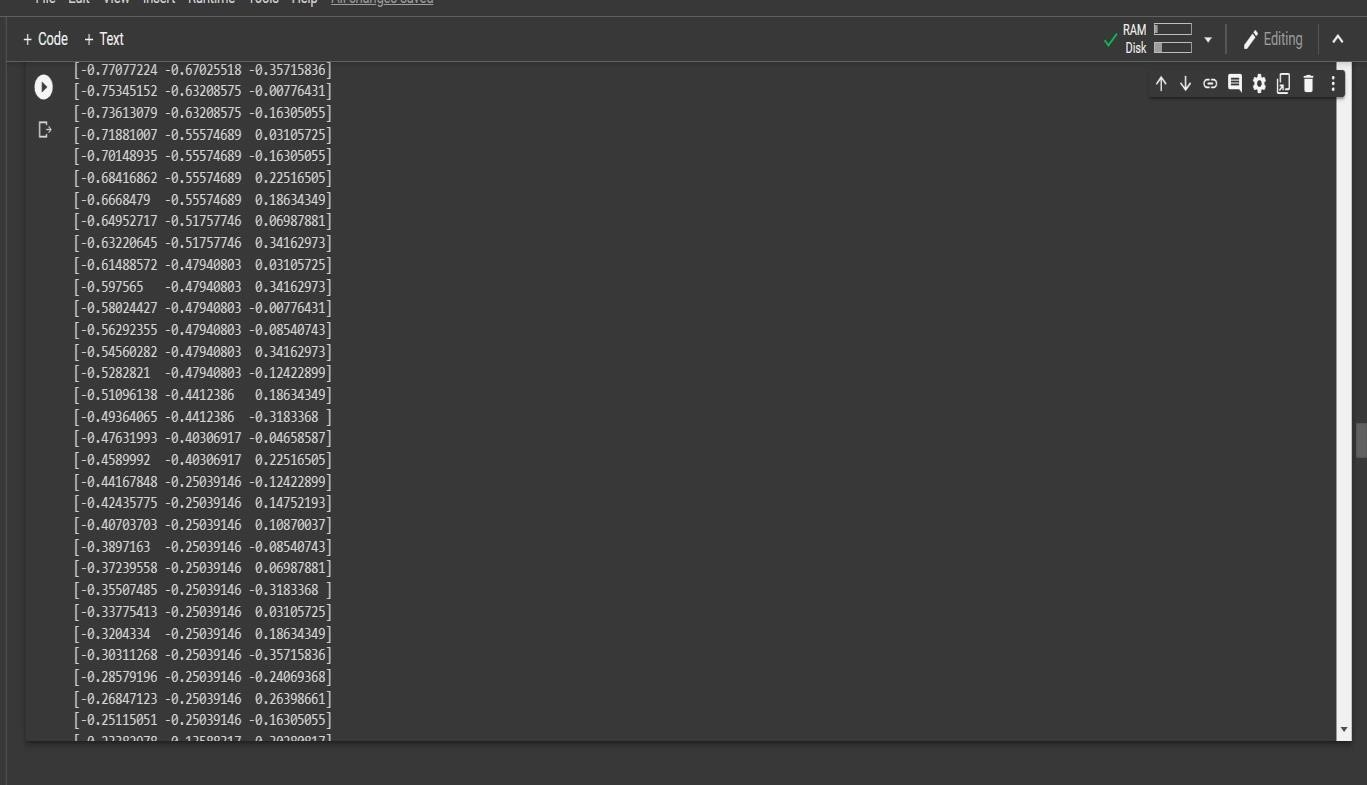 File Edit View Insert Runtime Tools Help All changes saved
+ Code + Text
RAM
Disk
Editing
[-0.77077224 -0.67025518 -0.35715836]
[-0.75345152 -0.63208575 -0.00776431]
[-0.73613079 -0.63208575 -0.16305055]
[-0.71881007 -0.55574689  0.03105725]
[-0.70148935 -0.55574689 -0.16305055]
[-0.68416862 -0.55574689  0.22516505]
[-0.6668479  -0.55574689  0.18634349]
[-0.64952717 -0.51757746  0.06987881]
[-0.63220645 -0.51757746  0.34162973]
[-0.61488572 -0.47940803  0.03105725]
[-0.597565   -0.47940803  0.34162973]
[-0.58024427 -0.47940803 -0.00776431]
[-0.56292355 -0.47940803 -0.08540743]
[-0.54560282 -0.47940803  0.34162973]
[-0.5282821  -0.47940803 -0.12422899]
[-0.51096138 -0.4412386   0.18634349]
[-0.49364065 -0.4412386  -0.3183368 ]
[-0.47631993 -0.40306917 -0.04658587]
[-0.4589992  -0.40306917  0.22516505]
[-0.44167848 -0.25039146 -0.12422899]
[-0.42435775 -0.25039146  0.14752193]
[-0.40703703 -0.25039146  0.10870037]
[-0.3897163  -0.25039146 -0.08540743]
[-0.37239558 -0.25039146  0.06987881]
[-0.35507485 -0.25039146 -0.3183368 ]
[-0.33775413 -0.25039146  0.03105725]
[-0.3204334  -0.25039146  0.18634349]
[-0.30311268 -0.25039146 -0.35715836]
[-0.28579196 -0.25039146 -0.24069368]
[-0.26847123 -0.25039146  0.26398661]
[-0.25115051 -0.25039146 -0.16305055]